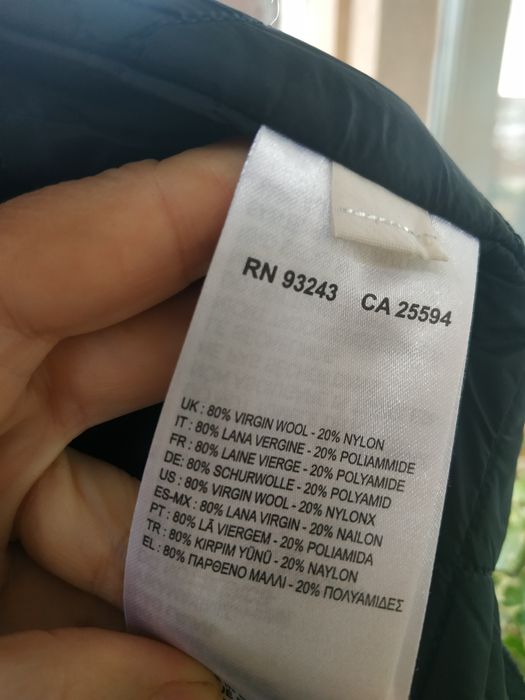 RN 93243 CA 25594
UK : 80% VIRGIN WOOL - 20% NYLON
IT : 80% LANA VERGINE - 20% POLIAMMIDE
FR : 80% LAINE VIERGE - 20% POLYAMIDE
DE: 80% SCHURWOLLE - 20% POLYAMID
US : 80% VIRGIN WOOL - 20% NYLONX
ES-MX : 80% LANA VIRGIN - 20% NAILON
PT : 80% LÃ VIERGEM - 20% POLIAMIDA
TR : 80% KIRPIM YÜNÜ - 20% NAYLON
EL : 80% ΠΑΡΘΕΝΟ ΜΑΛΛΙ - 20% ΠΟΛΥΑΜΙΔΕΣ